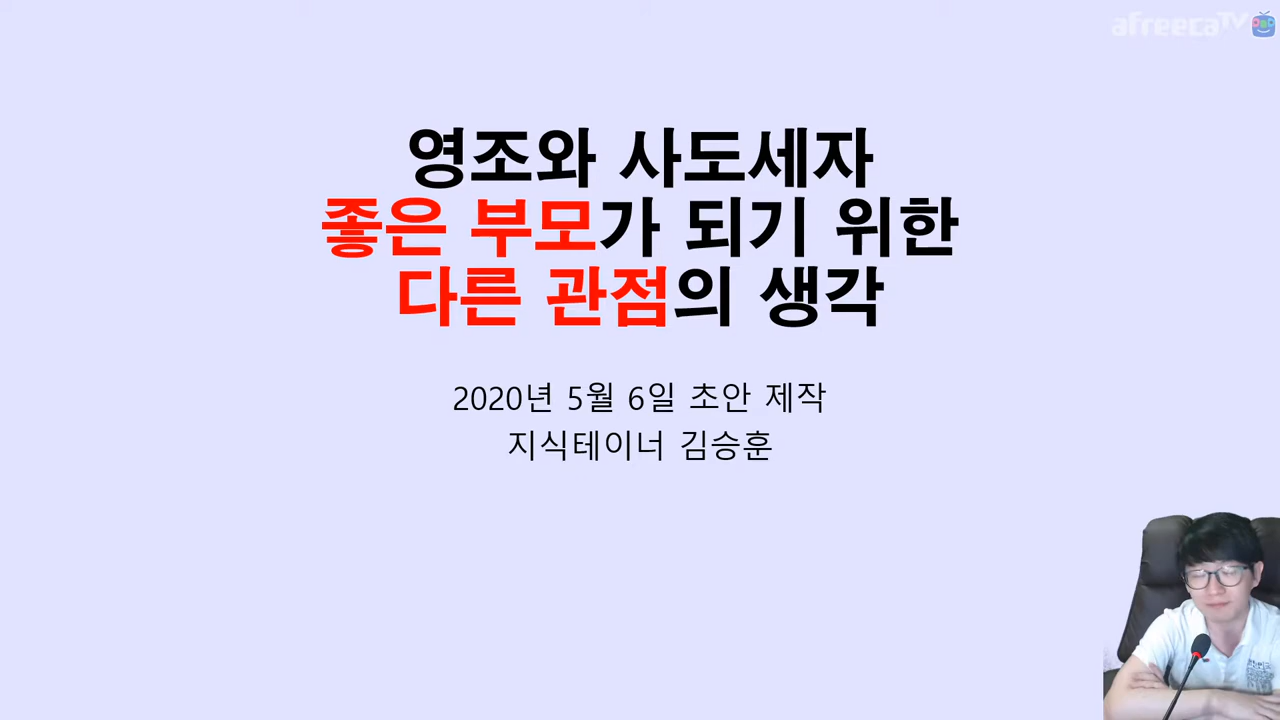 afreecaTV
영조와 사도세자
좋은 부모가 되기 위한
다른 관점의 생각
2020년 5월 6일 초안 제작
지식테이너 김승훈